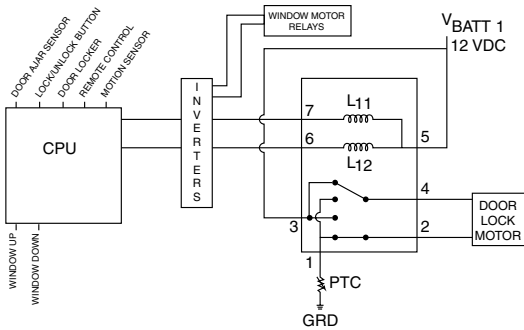 DOOR AJAR SENSOR
LOCK/UNLOCK BUTTON
DOOR LOCKER
REMOTE CONTROL
MOTION SENSOR
WINDOW MOTOR
RELAYS
VBATT 1
12 VDC
CPU
INVERTERS
7
L11
6
L12
5
4
3
2
1
DOOR
LOCK
MOTOR
WINDOW UP
WINDOW DOWN
PTC
GRD